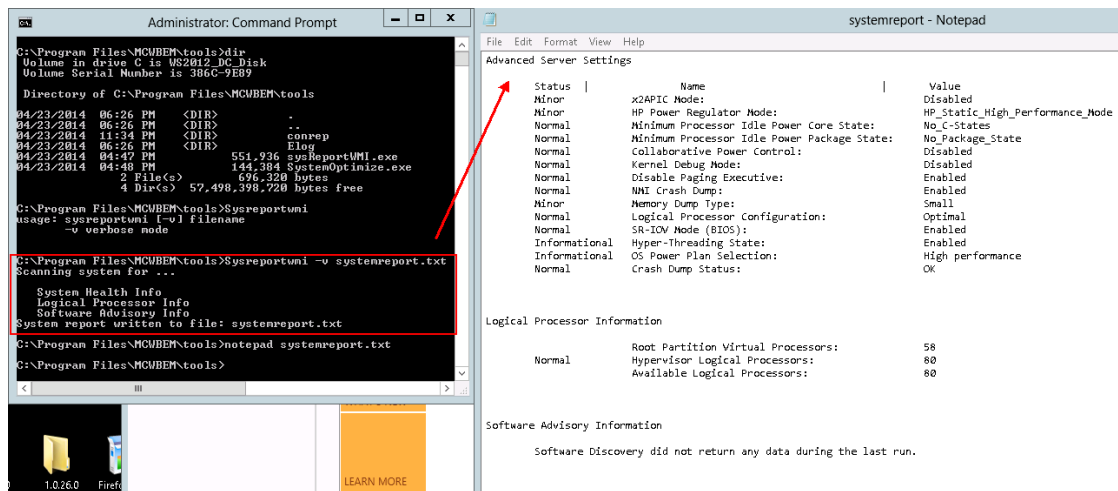 Administrator: Command Prompt
C:\Program Files\MCWBEM\tools>dir
Volume in drive C is WS2012_DC_Disk
Volume Serial Number is 386C-9E89
Directory of C:\Program Files\MCWBEM\tools
04/23/2014 06:26 PM <DIR> .
04/23/2014 06:26 PM <DIR> ..
04/23/2014 11:34 PM <DIR> conrep
04/23/2014 06:26 PM <DIR> Elog
04/23/2014 04:47 PM 551,936 sysReportWMI.exe
04/23/2014 04:48 PM 144,384 SystemOptimize.exe
2 File(s) 696,320 bytes
4 Dir(s) 57,498,398,720 bytes free
C:\Program Files\MCWBEM\tools>Sysreportwmi
usage: sysreportwmi [-v] filename
-v verbose mode
C:\Program Files\MCWBEM\tools>Sysreportwmi -v systemreport.txt
Scanning system for ...
System Health Info
Logical Processor Info
Software Advisory Info
System report written to file: systemreport.txt
C:\Program Files\MCWBEM\tools>notepad systemreport.txt
C:\Program Files\MCWBEM\tools>
1.0.26.0
LEARN MORE
systemreport - Notepad
File Edit Format View Help
Advanced Server Settings
Status | Name | Value
Minor x2APIC Mode: Disabled
Minor HP Power Regulator Mode: HP_Static_High_Performance_Mode
Normal Minimum Processor Idle Power Core State: No_C-States
Normal Minimum Processor Idle Power Package State: No_Package_State
Normal Collaborative Power Control: Disabled
Normal Kernel Debug Mode: Disabled
Normal Disable Paging Executive: Enabled
Normal NMI Crash Dump: Enabled
Minor Memory Dump Type: Small
Normal Logical Processor Configuration: Optimal
Normal SR-IOV Mode (BIOS): Enabled
Informational Hyper-Threading State: Enabled
Informational OS Power Plan Selection: High performance
Normal Crash Dump Status: OK
Logical Processor Information
Root Partition Virtual Processors: 58
Normal Hypervisor Logical Processors: 80
Available Logical Processors: 80
Software Advisory Information
Software Discovery did not return any data during the last run.